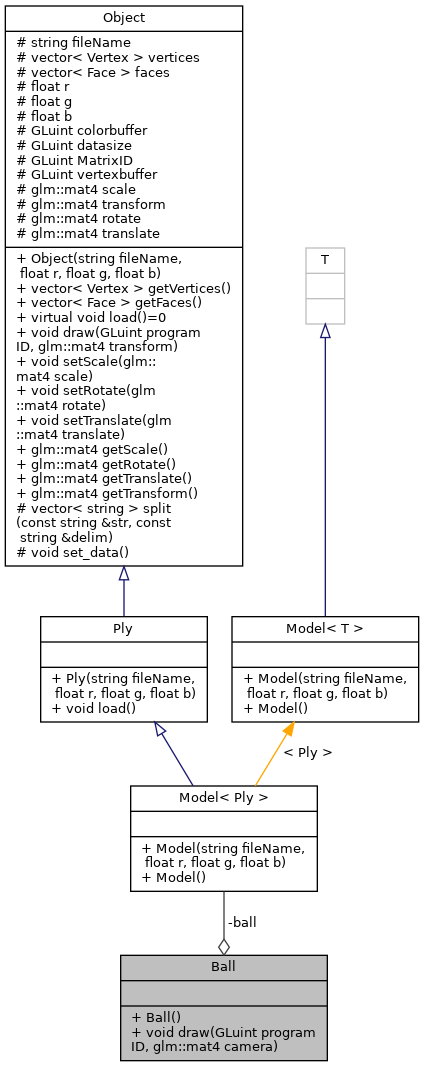 Object
# string fileName
# vector< Vertex > vertices
# vector< Face > faces
# float r
# float g
# float b
# GLuint colorbuffer
# GLuint datasize
# GLuint MatrixID
# GLuint vertexbuffer
# glm::mat4 scale
# glm::mat4 transform
# glm::mat4 rotate
# glm::mat4 translate
+ Object(string fileName,
float r, float g, float b)
+ vector< Vertex > getVertices()
+ vector< Face > getFaces()
+ virtual void load()=0
+ void draw(GLuint program
ID, glm::mat4 transform)
+ void setScale(glm::
mat4 scale)
+ void setRotate(glm
::mat4 rotate)
+ void setTranslate(glm
::mat4 translate)
+ glm::mat4 getScale()
+ glm::mat4 getRotate()
+ glm::mat4 getTranslate()
+ glm::mat4 getTransform()
# vector< string > split
(const string &str, const
string &delim)
# void set_data()
T
Ply
+ Ply(string fileName,
float r, float g, float b)
+ void load()
Model< T >
+ Model(string fileName,
float r, float g, float b)
+ Model()
< Ply >
Model< Ply >
+ Model(string fileName,
float r, float g, float b)
+ Model()
-ball
Ball
+ Ball()
+ void draw(GLuint program
ID, glm::mat4 camera)